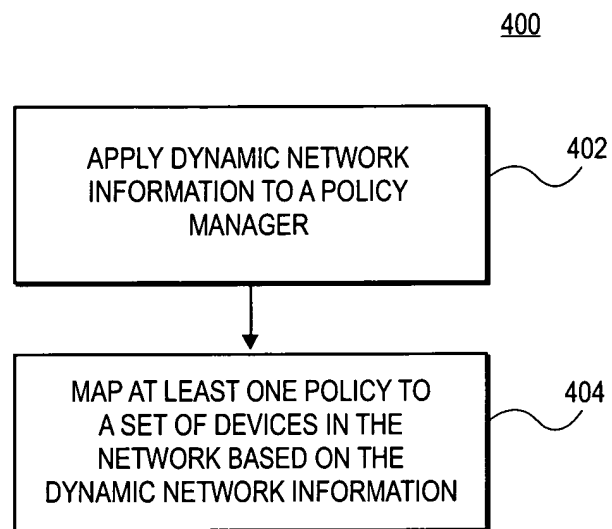 400
APPLY DYNAMIC NETWORK
INFORMATION TO A POLICY
MANAGER
402
MAP AT LEAST ONE POLICY TO
A SET OF DEVICES IN THE
NETWORK BASED ON THE
DYNAMIC NETWORK INFORMATION
404